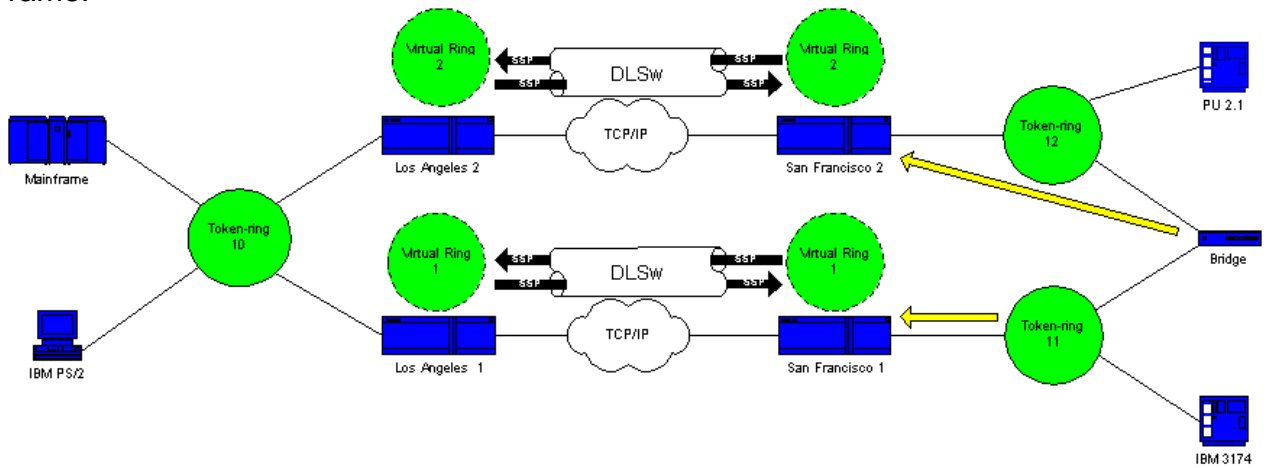 Virtual Ring
2
SSP
SSP
DLSw
SSP
SSP
Virtual Ring
2
PU 2.1
Mainframe
Los Angeles 2
TCP/IP
San Francisco 2
Token-ring
12
Token-ring
10
Bridge
Virtual Ring
1
SSP
SSP
DLSw
SSP
SSP
Virtual Ring
1
IBM PS/2
Los Angeles 1
TCP/IP
San Francisco 1
Token-ring
11
IBM 3174